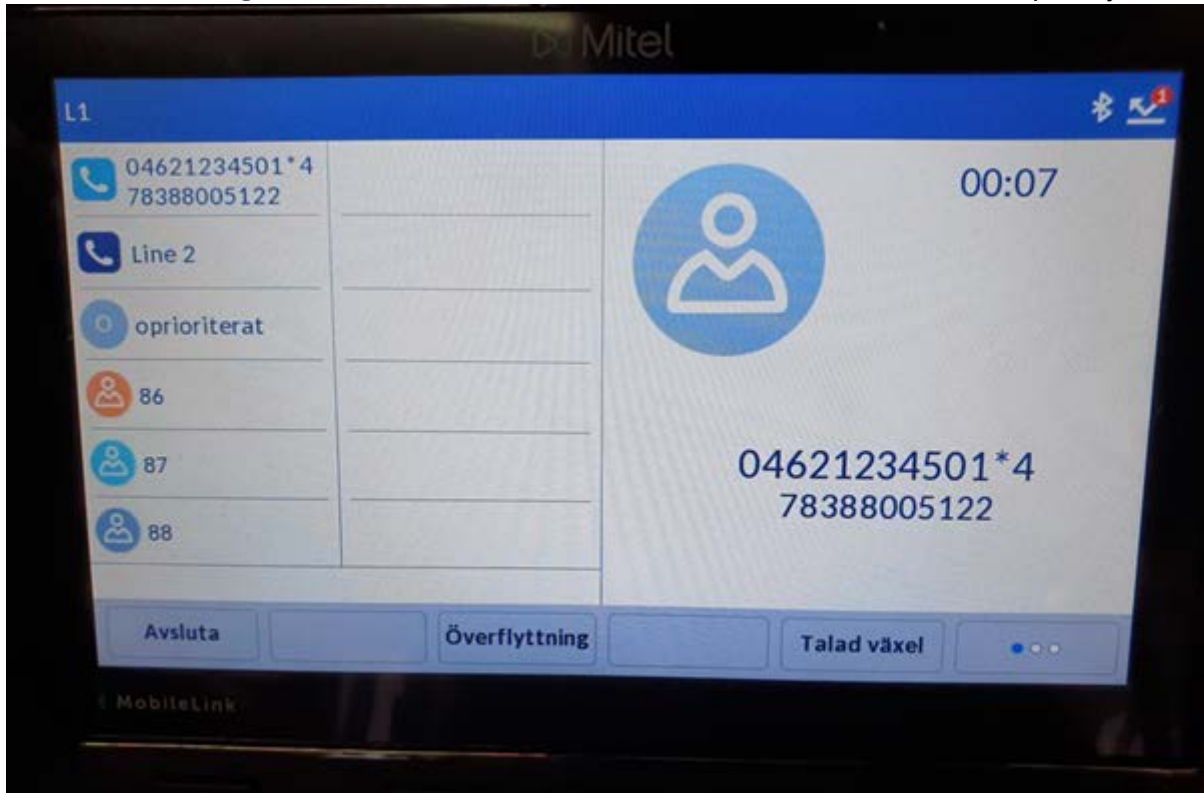 Mitel
L1
1
04621234501*4
78388005122
00:07
Line 2
O oprioriterat
86
87
88
04621234501*4
78388005122
Avsluta
Överflyttning
Talad växel
MobileLink